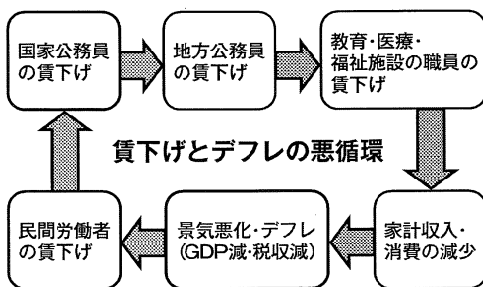 国家公務員
の賃下げ
地方公務員
の賃下げ
教育・医療・
福祉施設の職員の
賃下げ
賃下げとデフレの悪循環
民間労働者
の賃下げ
景気悪化・デフレ
(GDP減・税収減)
家計収入・
消費の減少